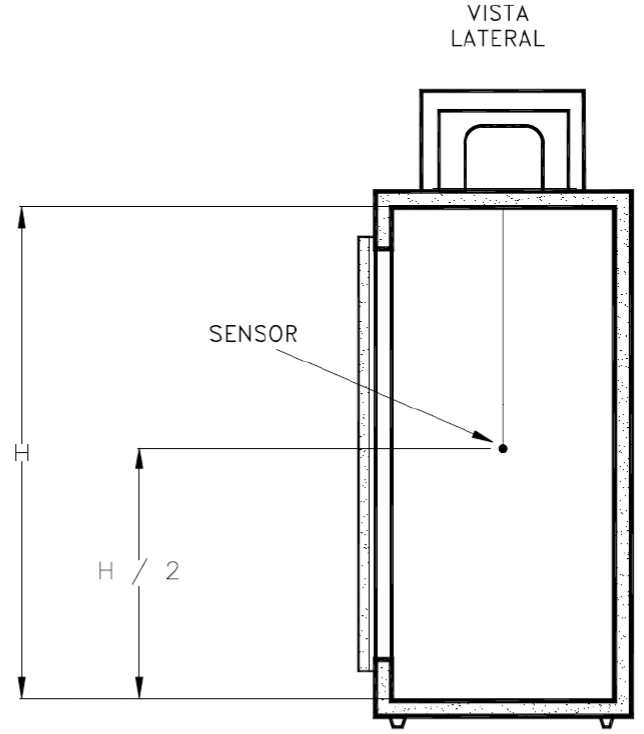 VISTA
LATERAL
SENSOR
H
H / 2